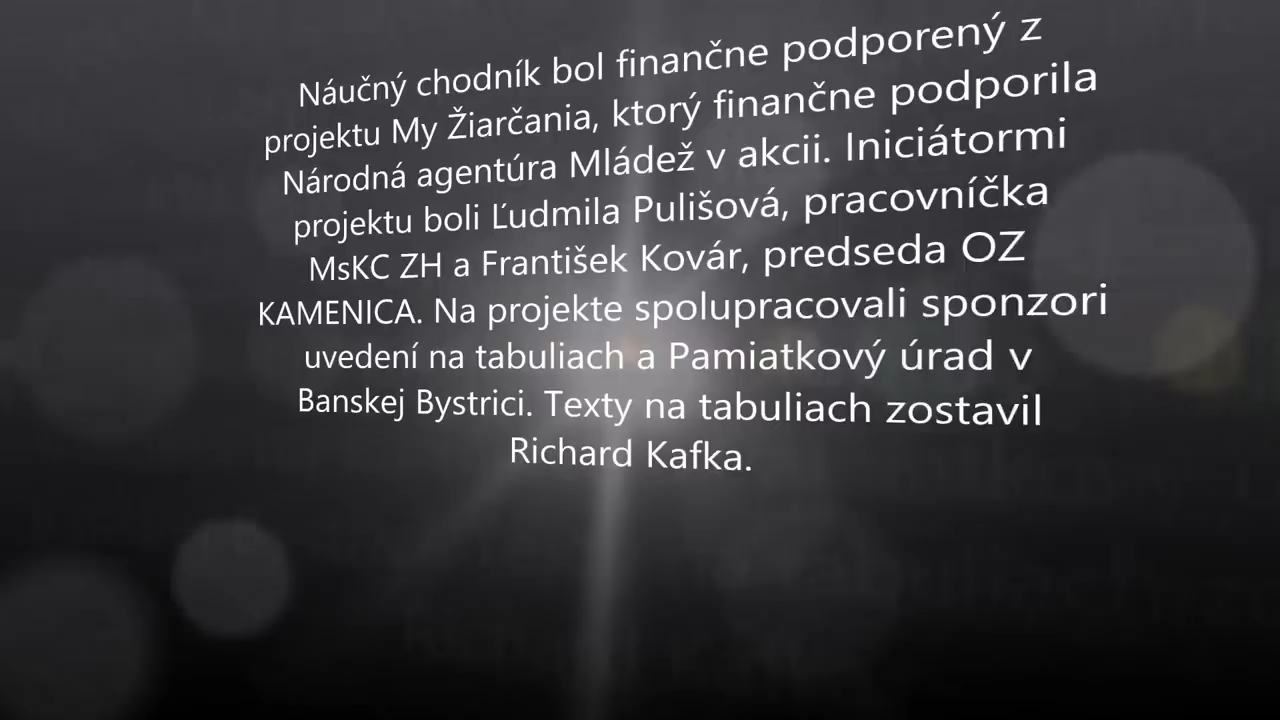 Náučný chodník bol finančne podporený z
projektu My Žiarčania, ktorý finančne podporila
Národná agentúra Mládež v akcii. Iniciátormi
projektu boli Ľudmila Pulišová, pracovníčka
MsKC ZH a František Kovár, predseda OZ
KAMENICA. Na projekte spolupracovali sponzori
uvedení na tabuliach a Pamiatkový úrad v
Banskej Bystrici. Texty na tabuliach zostavil
Richard Kafka.